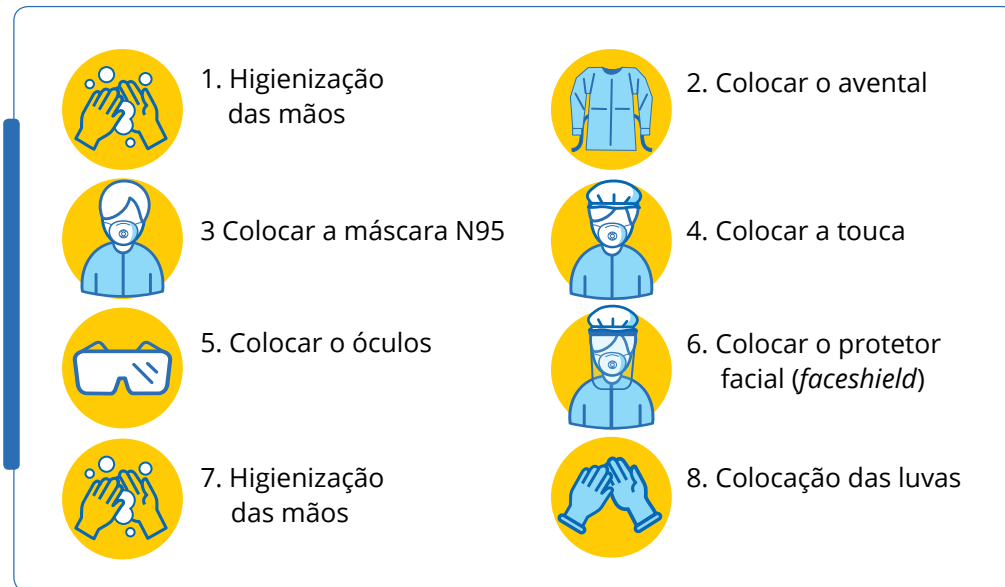 1. Higienização
das mãos
2. Colocar o avental
3 Colocar a máscara N95
4. Colocar a touca
5. Colocar o óculos
6. Colocar o protetor
facial (faceshield)
7. Higienização
das mãos
8. Colocação das luvas